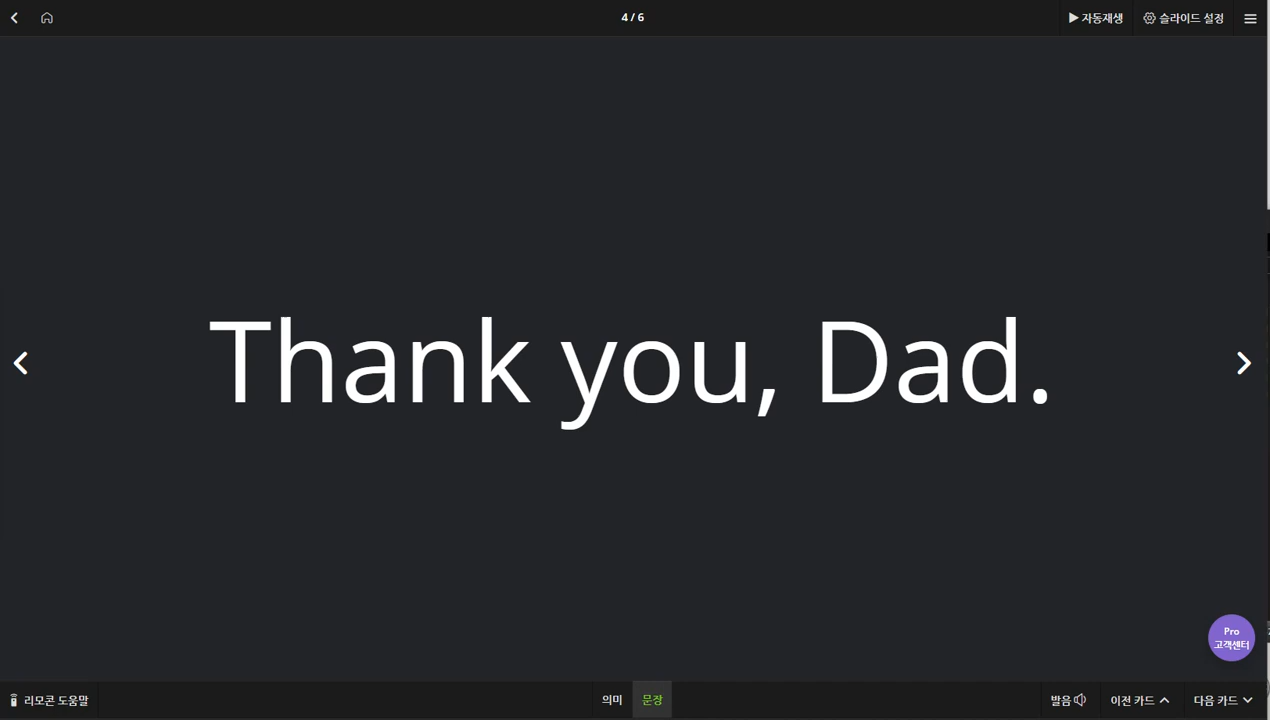 4 / 6
자동재생
슬라이드 설정
Thank you, Dad.
Pro
고객센터
리모콘 도움말
의미
문장
발음
이전 카드
다음 카드